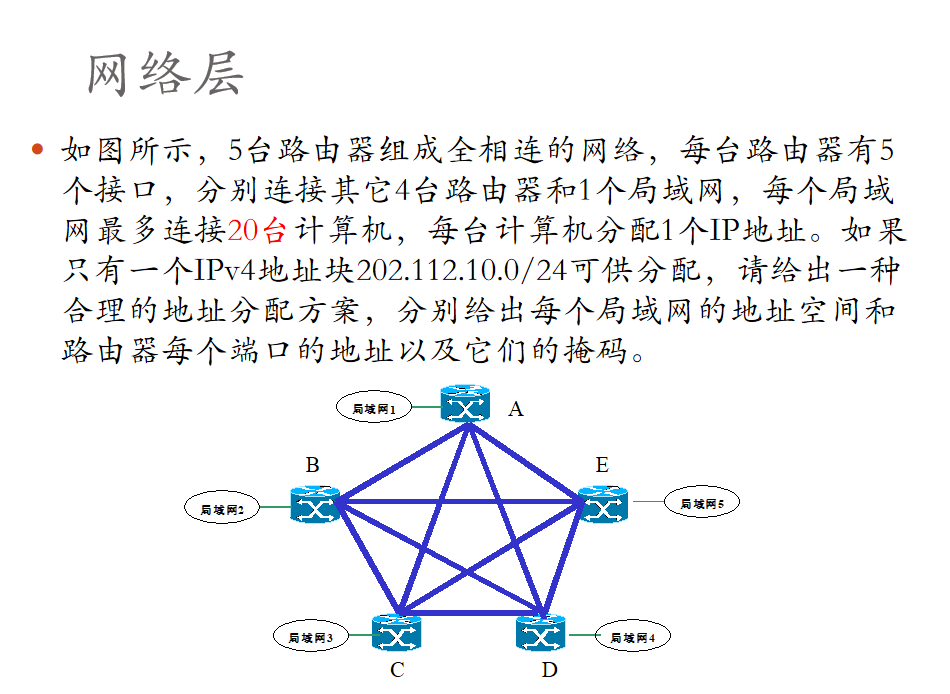 网络层
• 如图所示，5台路由器组成全相连的网络，每台路由器有5
个接口，分别连接其它4台路由器和1个局域网，每个局域
网最多连接20台计算机，每台计算机分配1个IP地址。如果
只有一个IPv4地址块202.112.10.0/24可供分配，请给出一种
合理的地址分配方案，分别给出每个局域网的地址空间和
路由器每个端口的地址以及它们的掩码。
局域网1
A
B
E
局域网2
局域网5
局域网3
局域网4
C
D